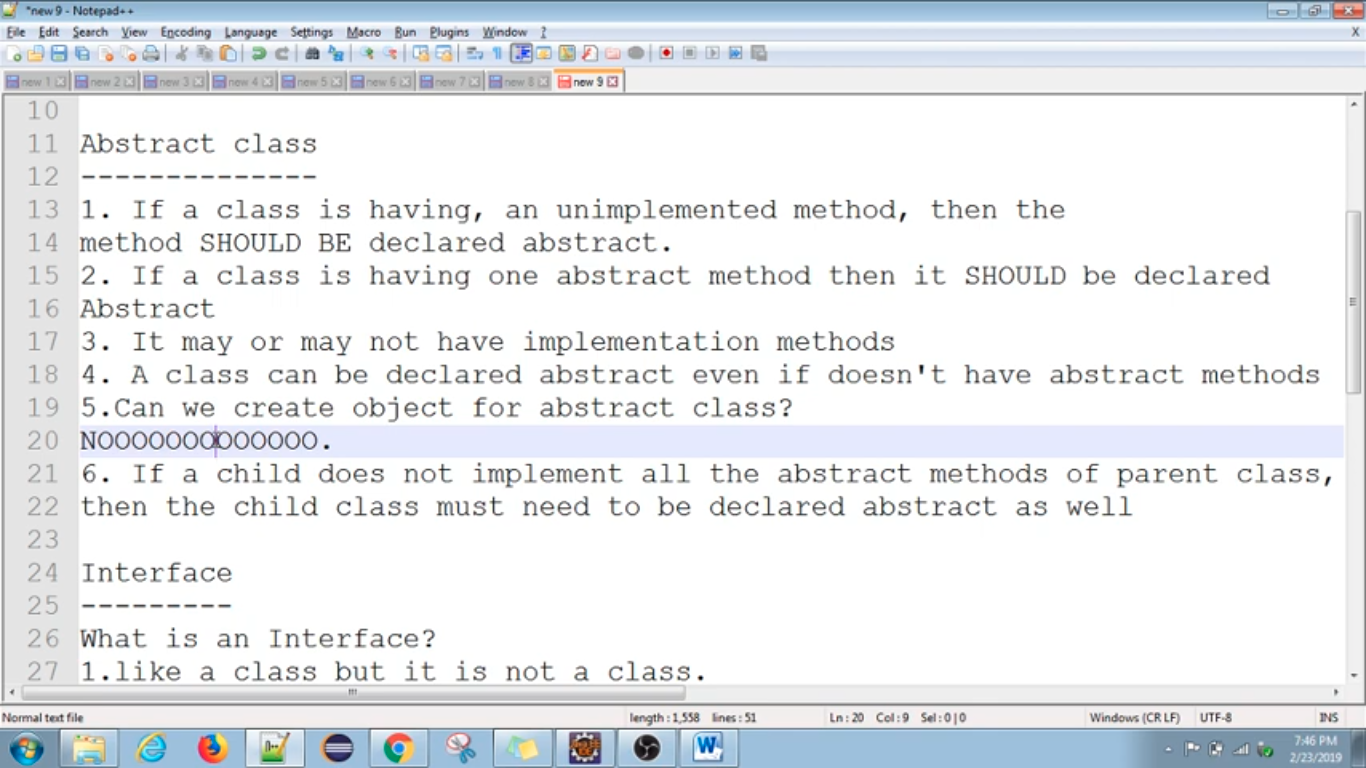 *new 9 - Notepad++
File Edit Search View Encoding Language Settings Macro Run Plugins Window ? X
new 1 new 2 new 3 new 4 new 5 new 6 new 7 new 8 new 9
10
11 Abstract class
12 --------------
13 1. If a class is having, an unimplemented method, then the
14 method SHOULD BE declared abstract.
15 2. If a class is having one abstract method then it SHOULD be declared
16 Abstract
17 3. It may or may not have implementation methods
18 4. A class can be declared abstract even if doesn't have abstract methods
19 5.Can we create object for abstract class?
20 NOOOOOOOOOOOOO.
21 6. If a child does not implement all the abstract methods of parent class,
22 then the child class must need to be declared abstract as well
23
24 Interface
25 ---------
26 What is an Interface?
27 1.like a class but it is not a class.
Normal text file length : 1,558 lines : 51 Ln : 20 Col : 9 Sel : 0 | 0 Windows (CR LF) UTF-8 INS
7:46 PM
2/23/2019